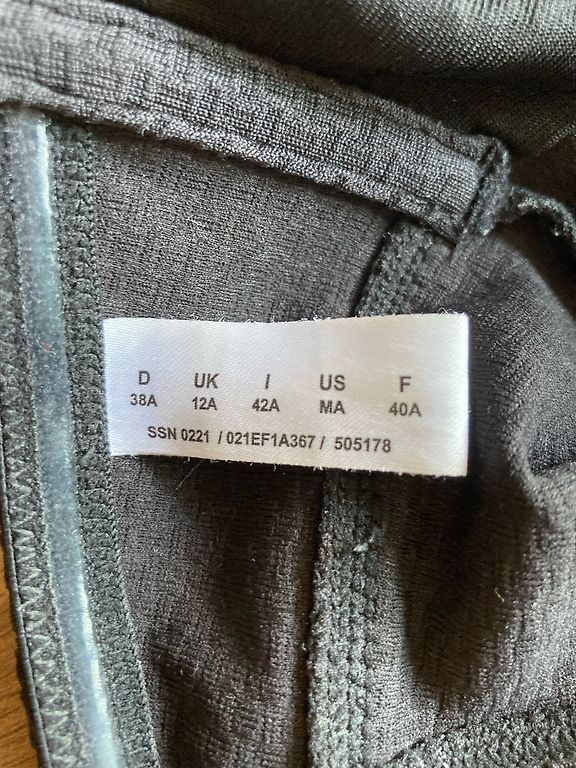 D UK I US F
38A 12A 42A MA 40A
SSN 0221 / 021EF1A367 / 505178